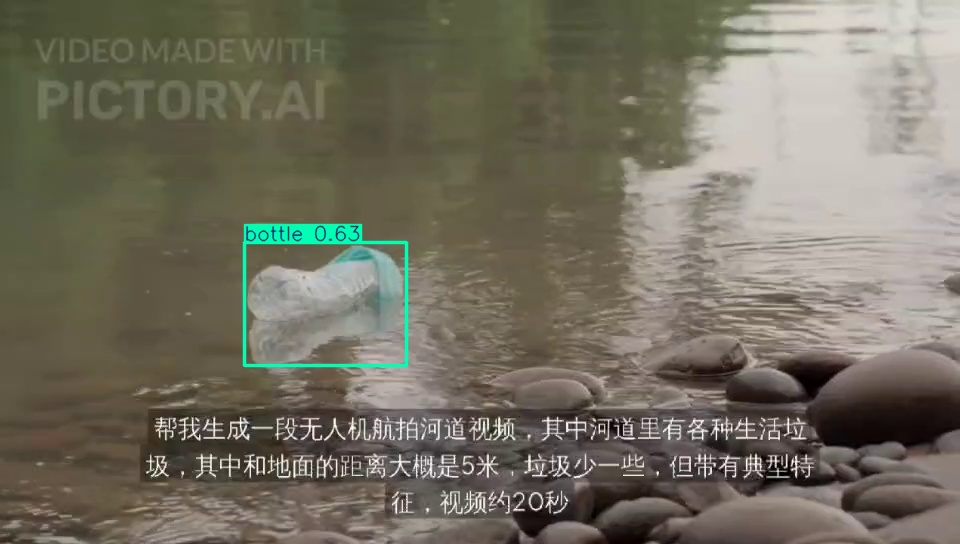 VIDEO MADE WITH
PICTORY.AI
bottle 0.63
帮我生成一段无人机航拍河道视频，其中河道里有各种生活垃
圾，其中和地面的距离大概是5米，垃圾少一些，但带有典型特
征，视频约20秒